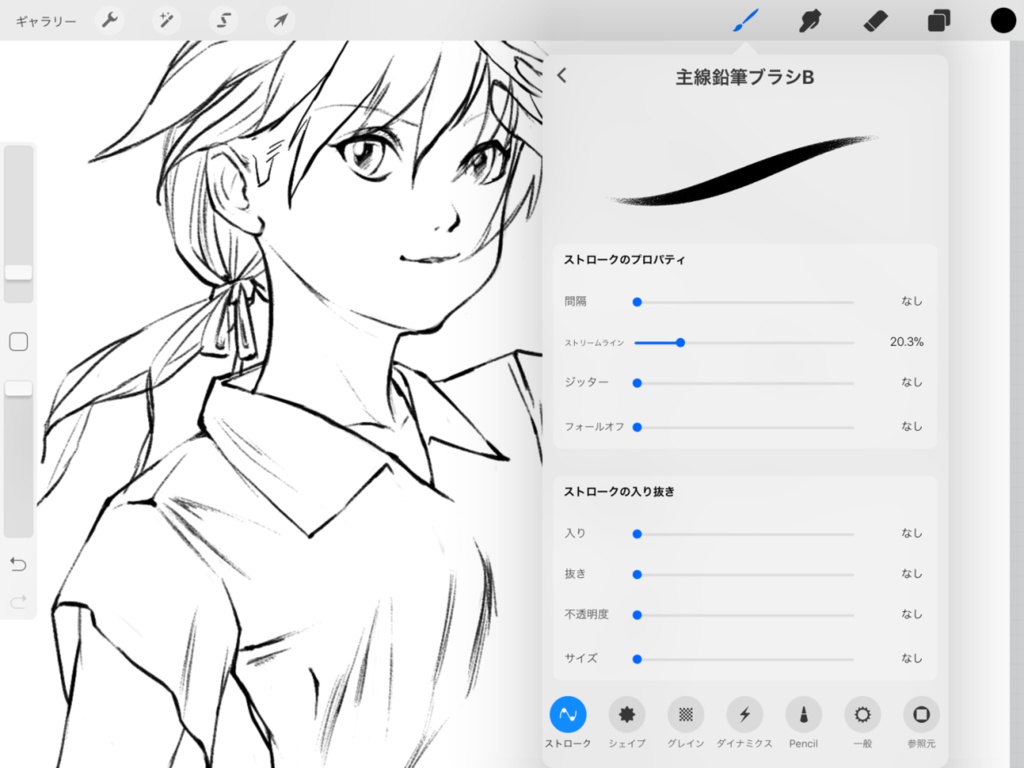 ギャラリー
主線鉛筆ブラシB
ストロークのプロパティ
間隔 なし
ストリームライン 20.3%
ジッター なし
フォールオフ なし
ストロークの入り抜き
入り なし
抜き なし
不透明度 なし
サイズ なし
ストローク シェイプ グレイン ダイナミクス Pencil 一般 参照元